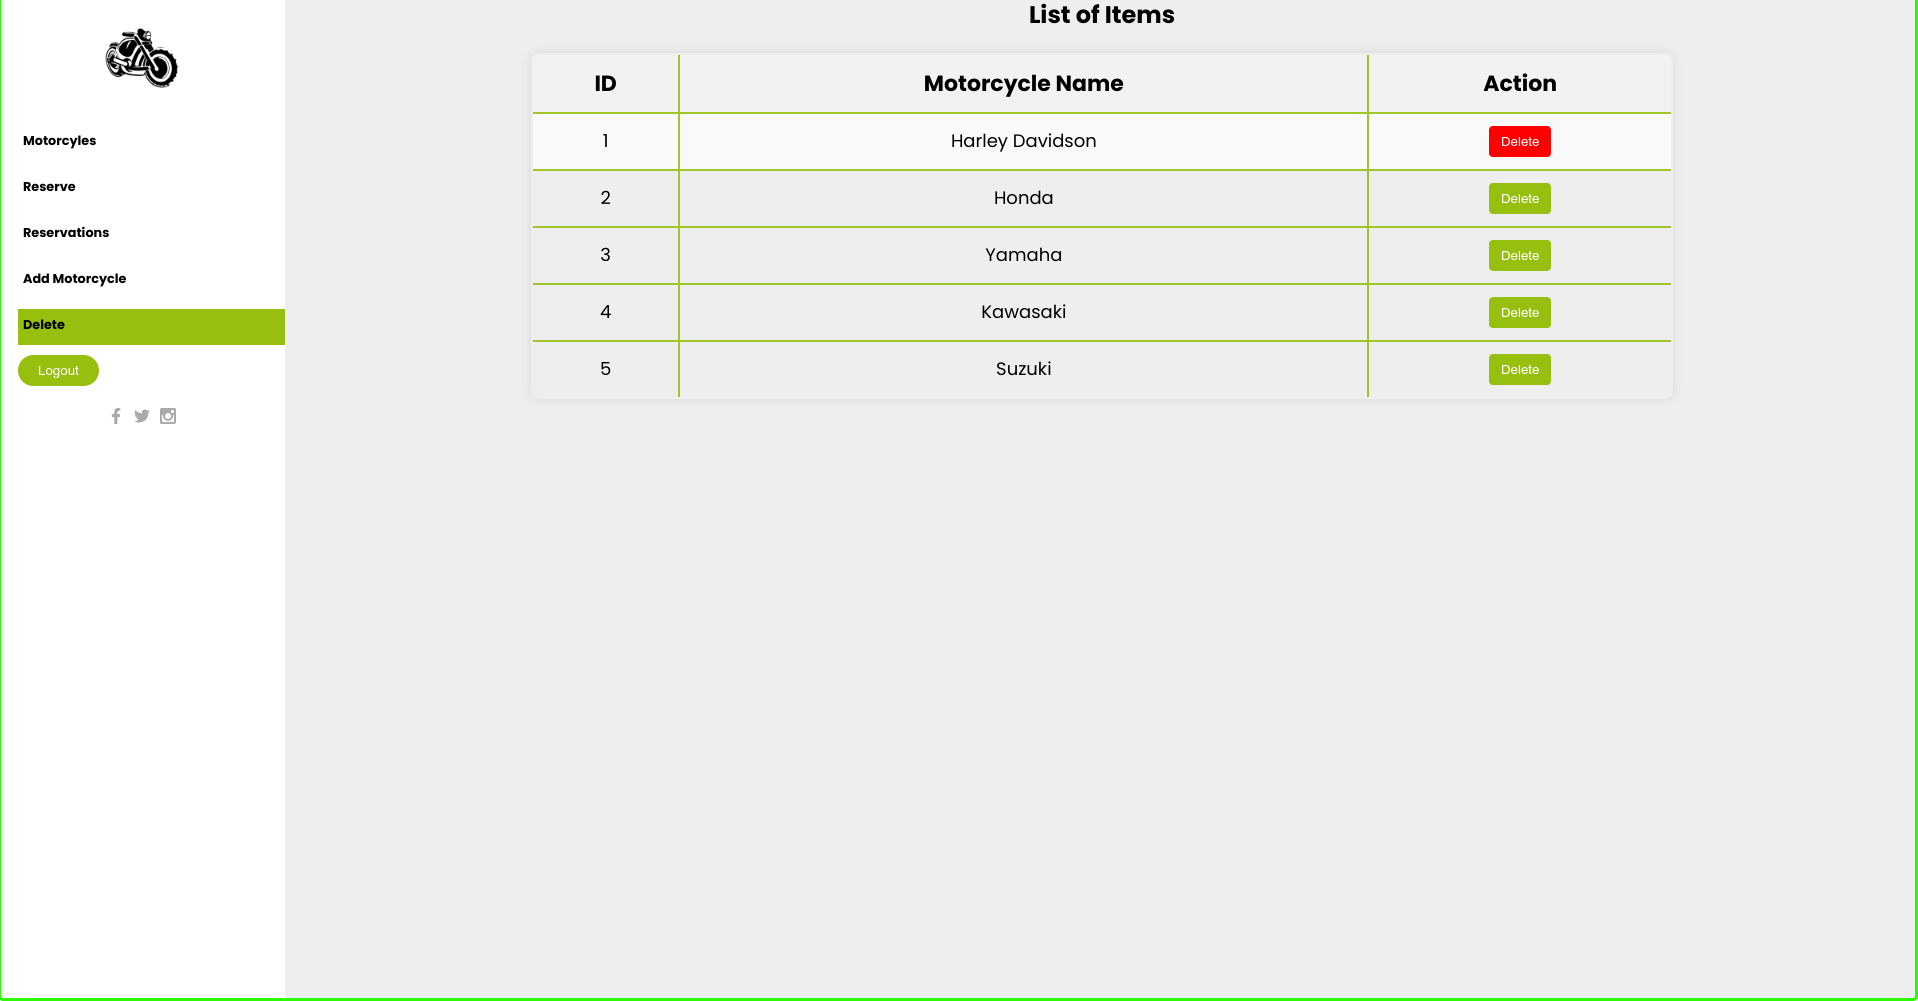 List of Items
ID Motorcycle Name Action
1 Harley Davidson Delete
2 Honda Delete
3 Yamaha Delete
4 Kawasaki Delete
5 Suzuki Delete
Motorcyles
Reserve
Reservations
Add Motorcycle
Delete
Logout